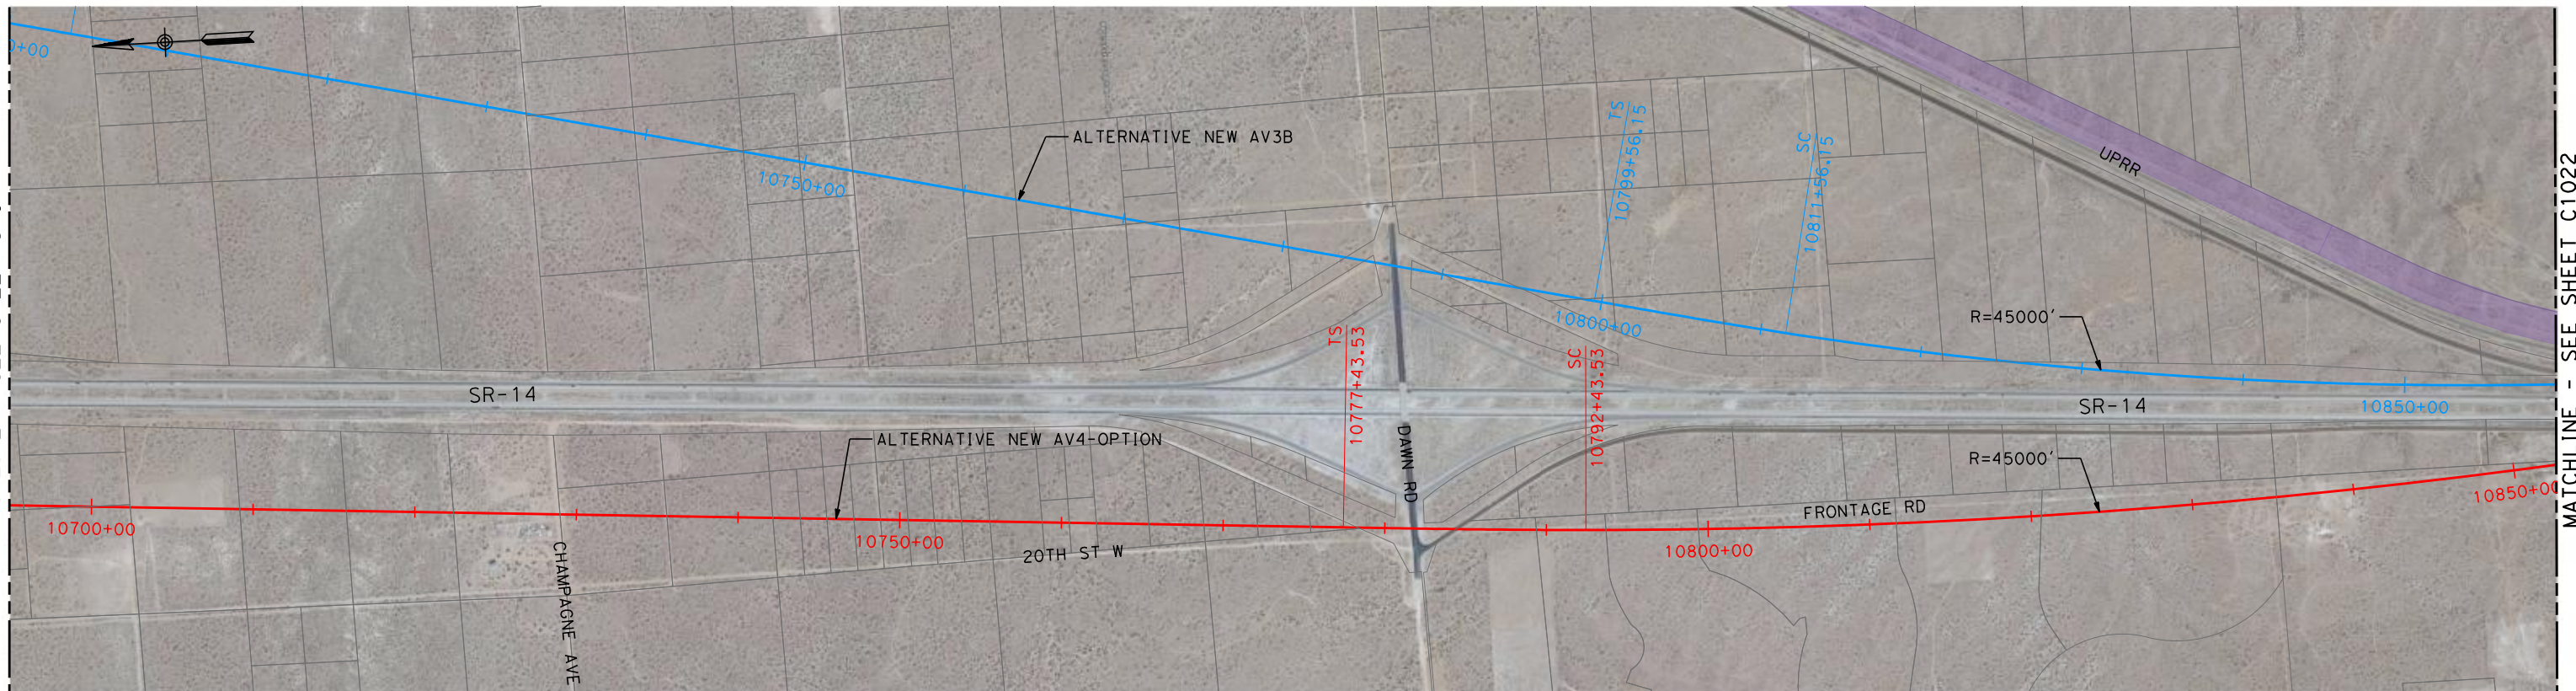 ALTERNATIVE NEW AV3B
10750+00
TS
10799+56.15
SC
10811+56.15
UPRR
10800+00
R=45000'
10850+00
SR-14
SR-14
TS
10777+43.53
SC
10792+43.53
DAWN RD
ALTERNATIVE NEW AV4-OPTION
R=45000'
10700+00
10750+00
20TH ST W
CHAMPAGNE AVE
FRONTAGE RD
10800+00
10850+00
MATCHLINE - SEE SHEET C1022